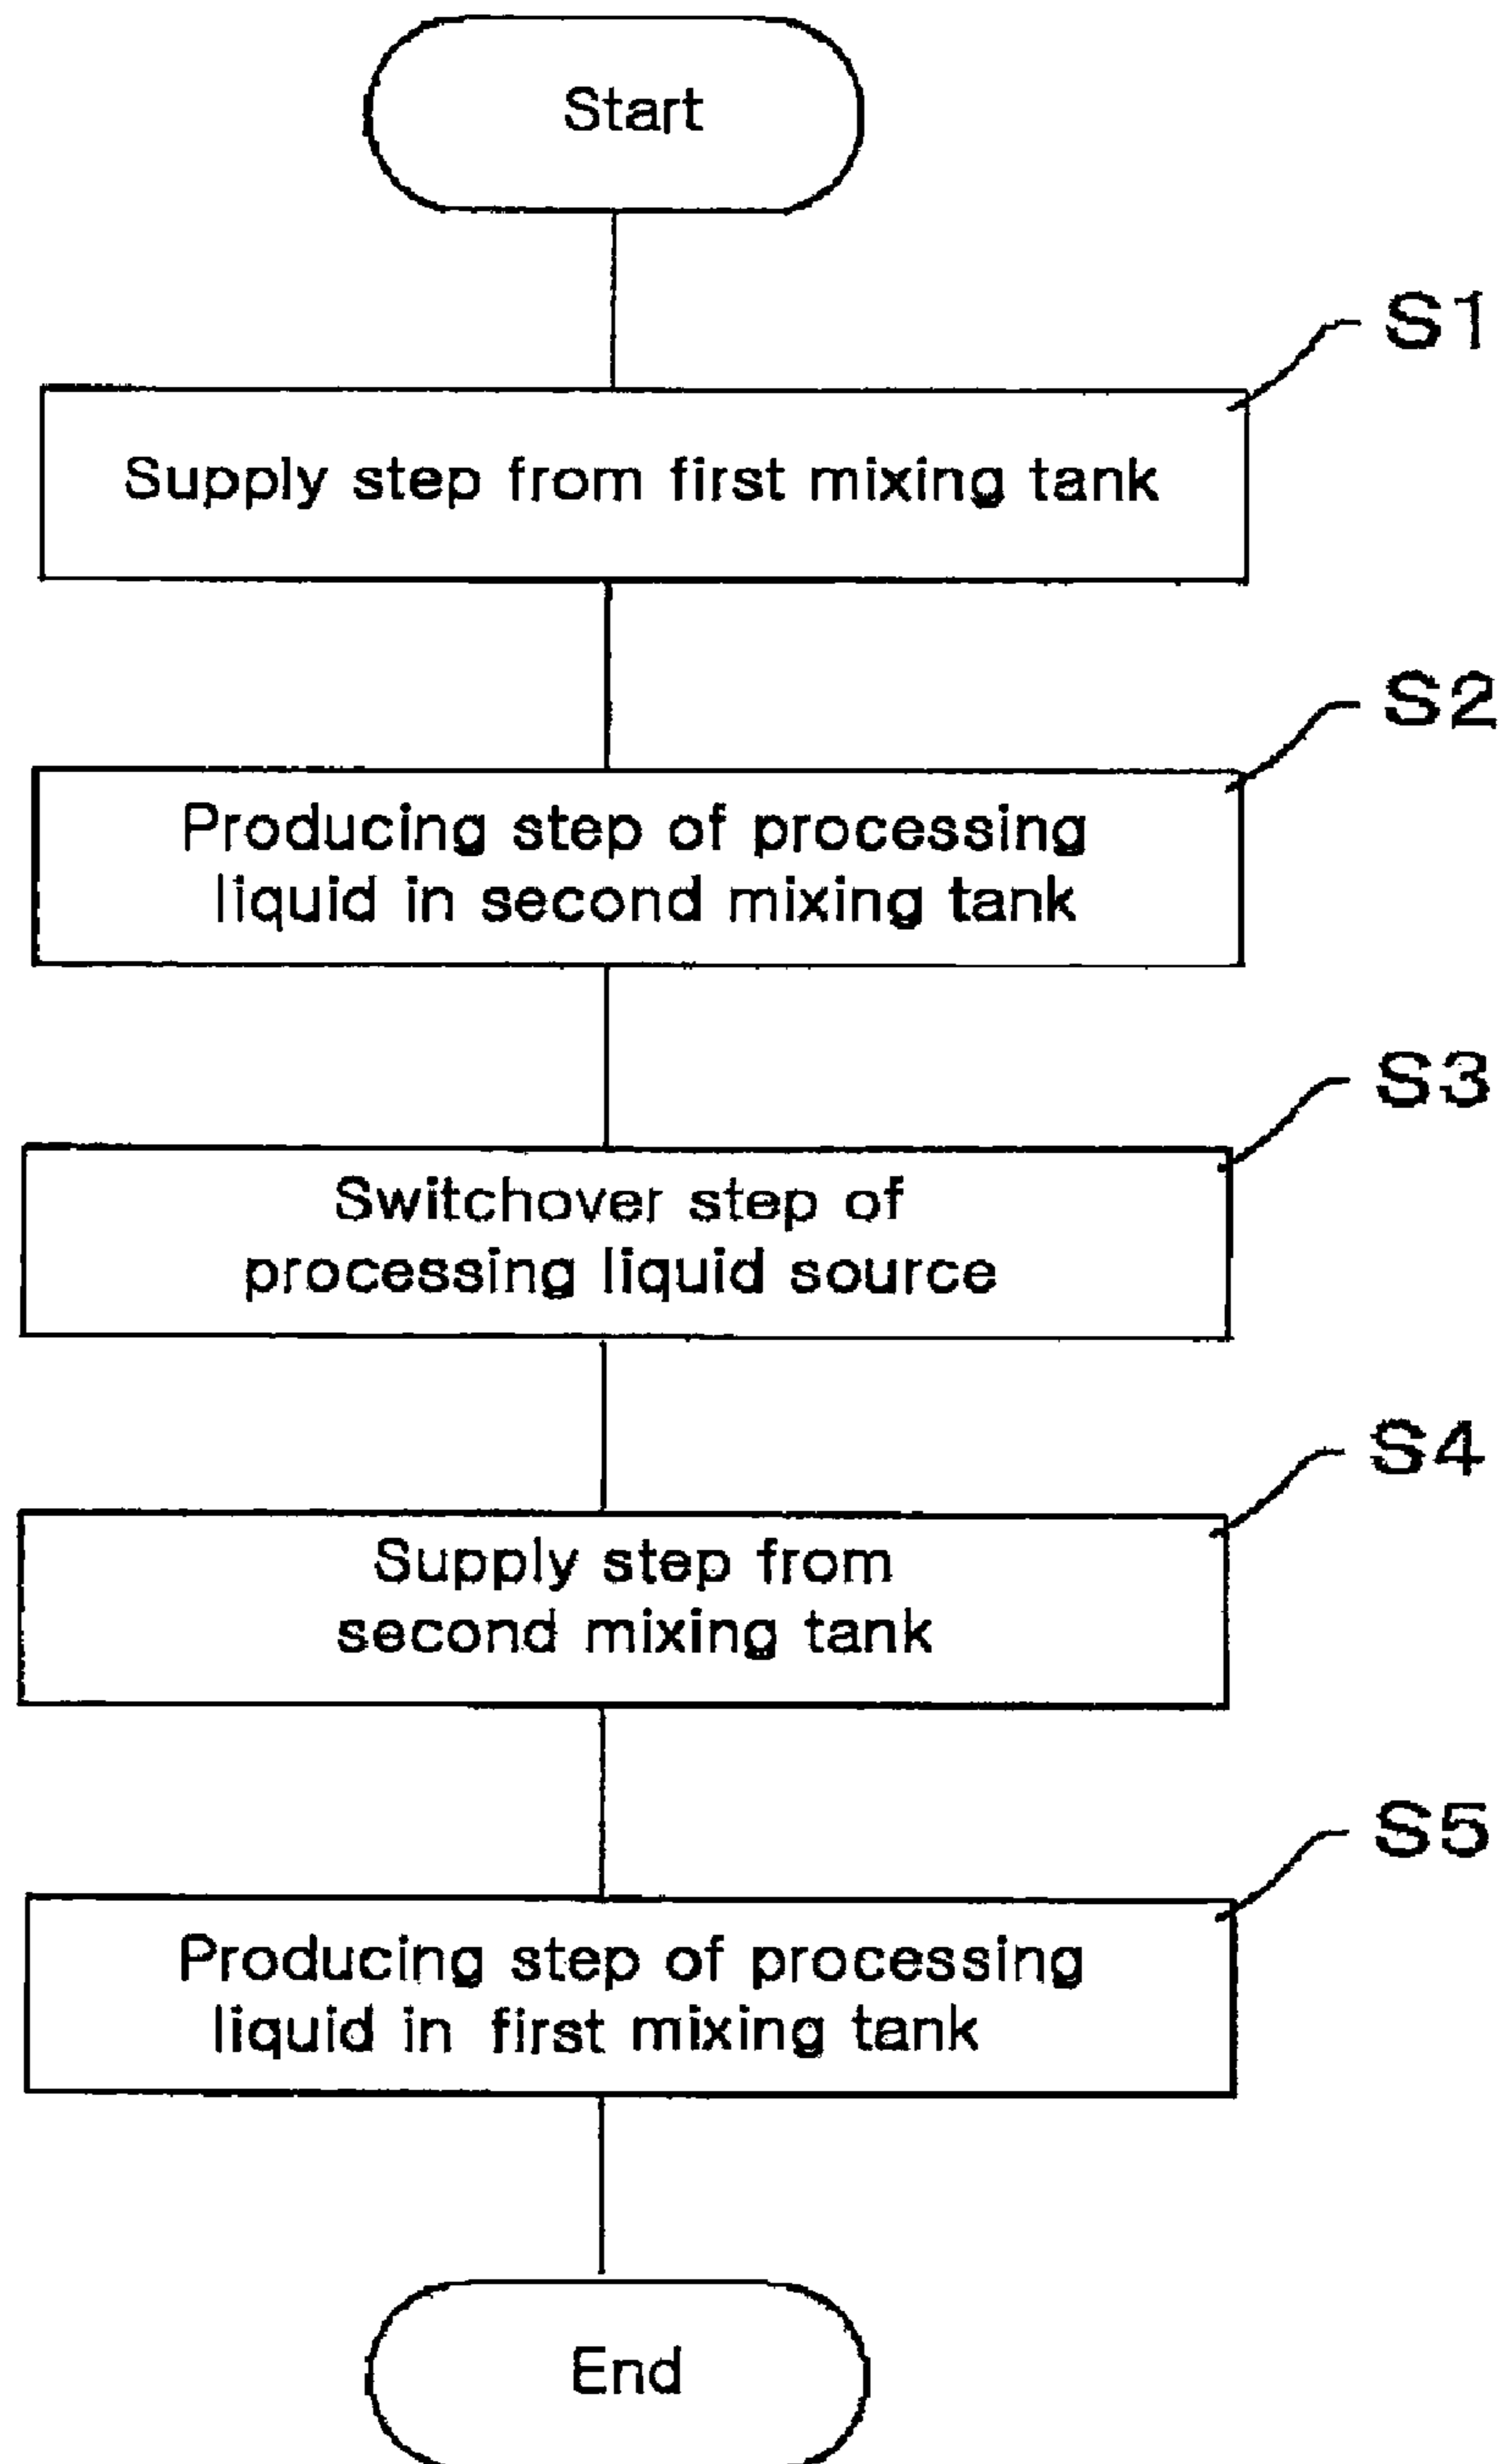 Start
S1
Supply step from first mixing tank
S2
Producing step of processing
liquid in second mixing tank
S3
Switchover step of
processing liquid source
S4
Supply step from
second mixing tank
S5
Producing step of processing
liquid in first mixing tank
End